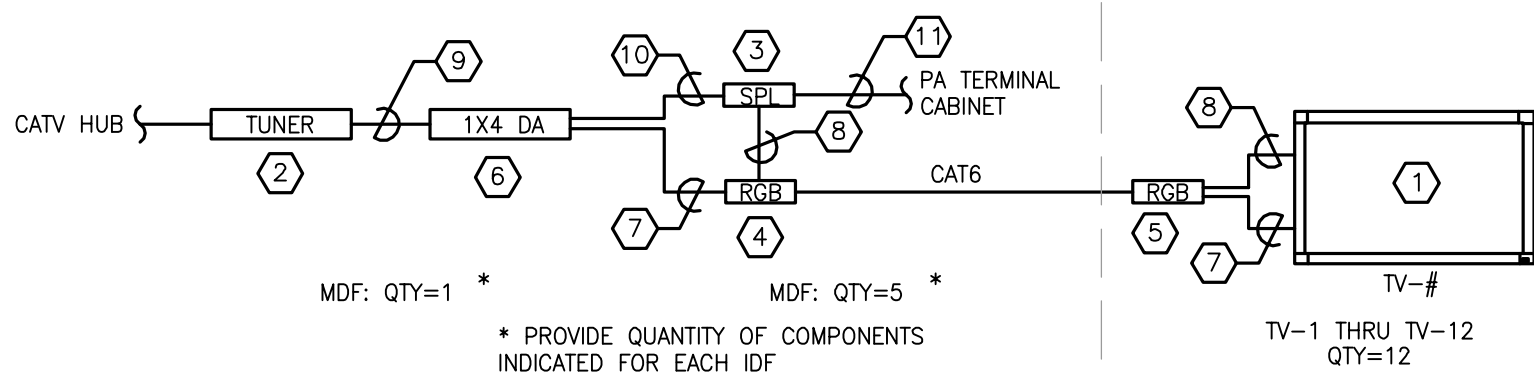 10
3
11
9
PA TERMINAL
CABINET
SPL
8
CATV HUB
TUNER
1X4 DA
8
2
6
CAT6
RGB
RGB
1
7
4
5
7
TV-#
MDF: QTY=1 *
MDF: QTY=5 *
* PROVIDE QUANTITY OF COMPONENTS
INDICATED FOR EACH IDF
TV-1 THRU TV-12
QTY=12